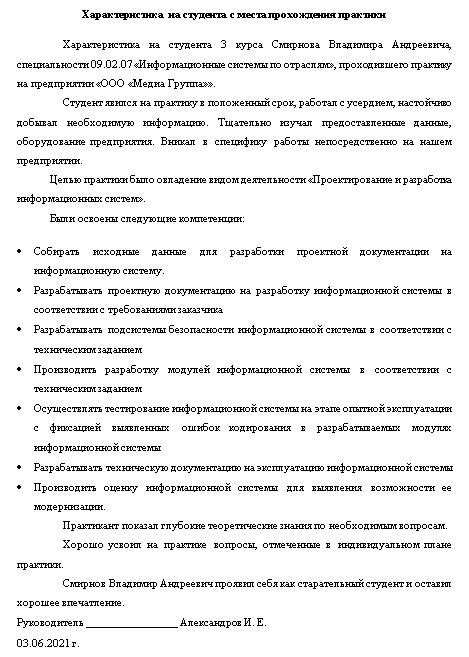 Характеристика на студента с места прохождения практики
Характеристика на студента 3 курса Смирнова Владимира Андреевича,
специальности 09.02.07 «Информационные системы по отраслям», проходившего практику
на предприятии «ООО «Медиа Группа»».
Студент явился на практику в положенный срок, работал с усердием, настойчиво
добывал необходимую информацию. Тщательно изучал предоставленные данные,
оборудование предприятия. Вникал в специфику работы непосредственно на нашем
предприятии.
Целью практики было овладение видом деятельности «Проектирование и разработка
информационных систем».
Были освоены следующие компетенции:
• Собирать исходные данные для разработки проектной документации на
информационную систему.
• Разрабатывать проектную документацию на разработку информационной системы в
соответствии с требованиями заказчика
• Разрабатывать подсистемы безопасности информационной системы в соответствии с
техническим заданием
• Производить разработку модулей информационной системы в соответствии с
техническим заданием
• Осуществлять тестирование информационной системы на этапе опытной эксплуатации
с фиксацией выявленных ошибок кодирования в разрабатываемых модулях
информационной системы
• Разрабатывать техническую документацию на эксплуатацию информационной системы
• Производить оценку информационной системы для выявления возможности ее
модернизации.
Практикант показал глубокие теоретические знания по необходимым вопросам.
Хорошо усвоил на практике вопросы, отмеченные в индивидуальном плане
практики.
Смирнов Владимир Андреевич проявил себя как старательный студент и оставил
хорошее впечатление.
Руководитель _________________ Александров И. Е.
03.06.2021 г.